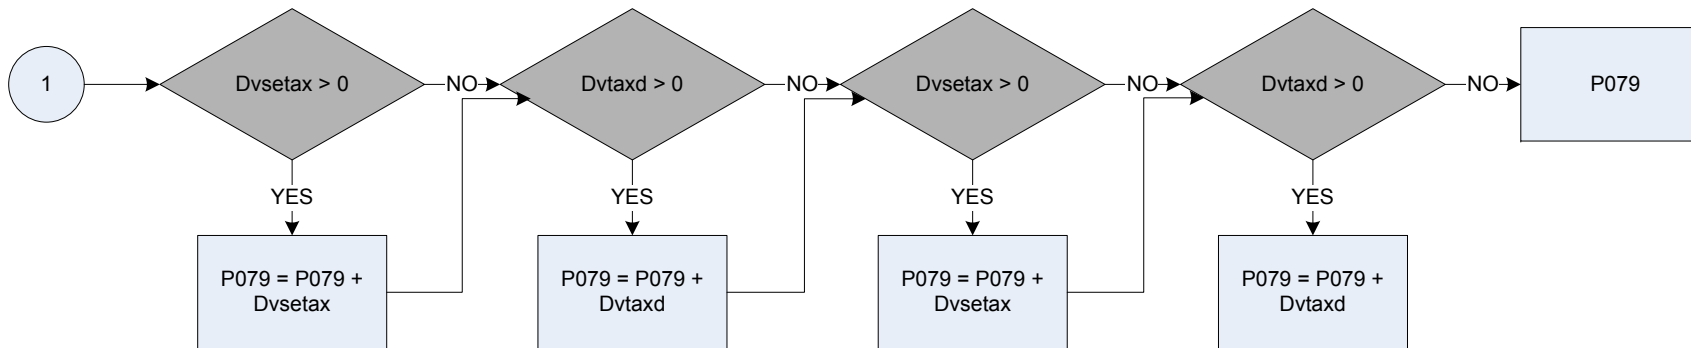 1
Dvsetax > 0
NO
Dvtaxd > 0
NO
Dvsetax > 0
NO
Dvtaxd > 0
NO
P079
YES
YES
YES
YES
P079 = P079 +
Dvsetax
P079 = P079 +
Dvtaxd
P079 = P079 +
Dvsetax
P079 = P079 +
Dvtaxd